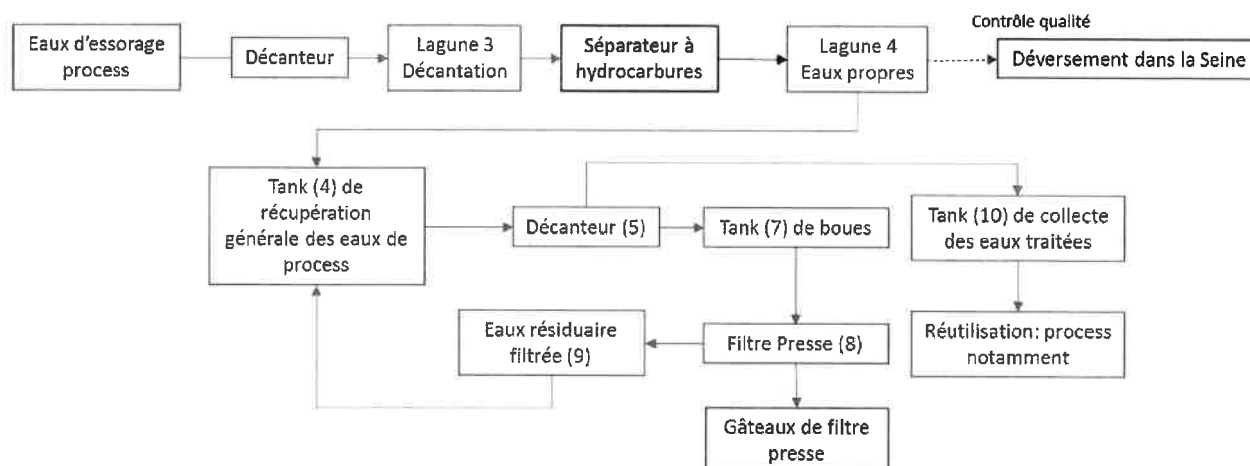 Contrôle qualité
Eaux d'essorage
process
Décanteur
Lagune 3
Décantation
Séparateur à
hydrocarbures
Lagune 4
Eaux propres
Déversement dans la Seine
Tank (4) de
récupération
générale des eaux de
process
Décanteur (5)
Tank (7) de boues
Tank (10) de collecte
des eaux traitées
Eaux résiduaire
filtrée (9)
Filtre Presse (8)
Réutilisation: process
notamment
Gâteaux de filtre
presse